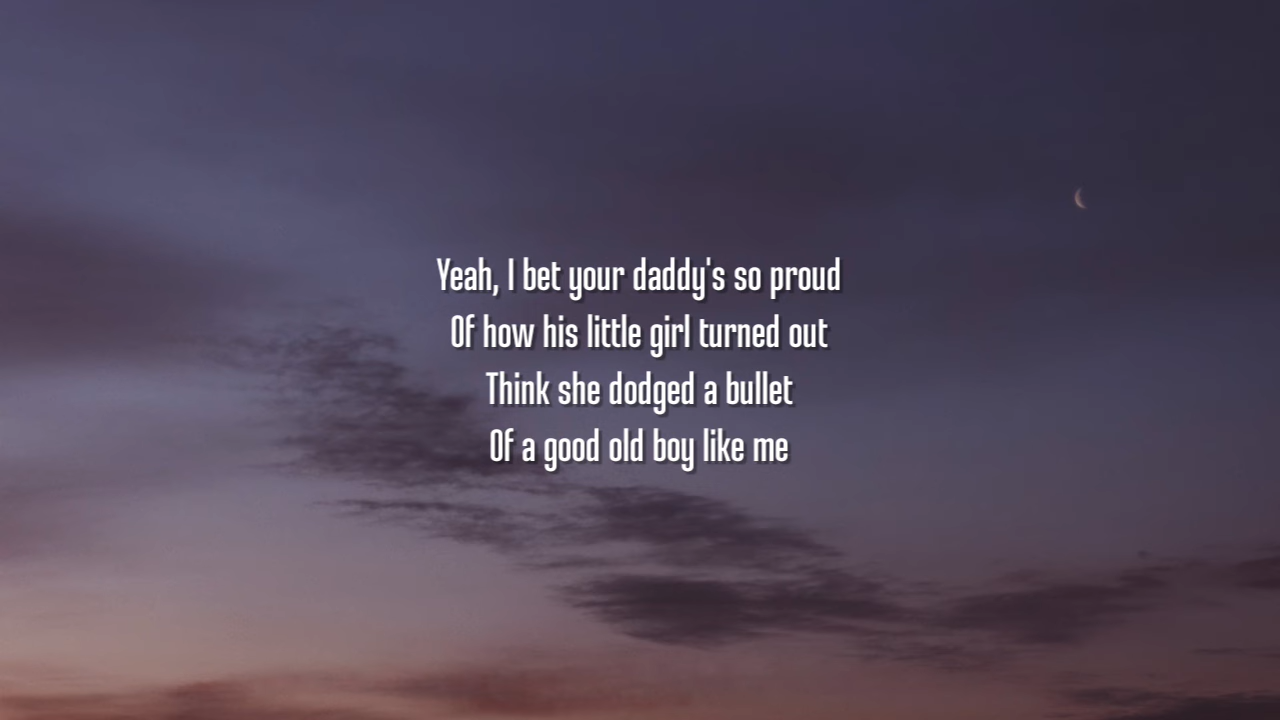 Yeah, I bet your daddy's so proud
Of how his little girl turned out
Think she dodged a bullet
Of a good old boy like me